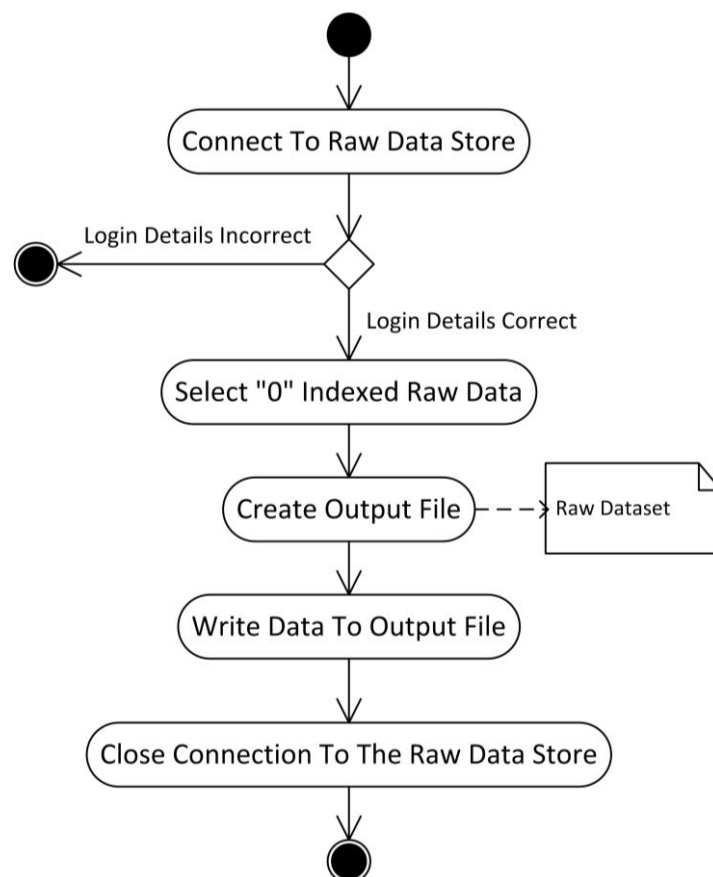 Connect To Raw Data Store
Login Details Incorrect
Login Details Correct
Select "0" Indexed Raw Data
Create Output File
Raw Dataset
Write Data To Output File
Close Connection To The Raw Data Store